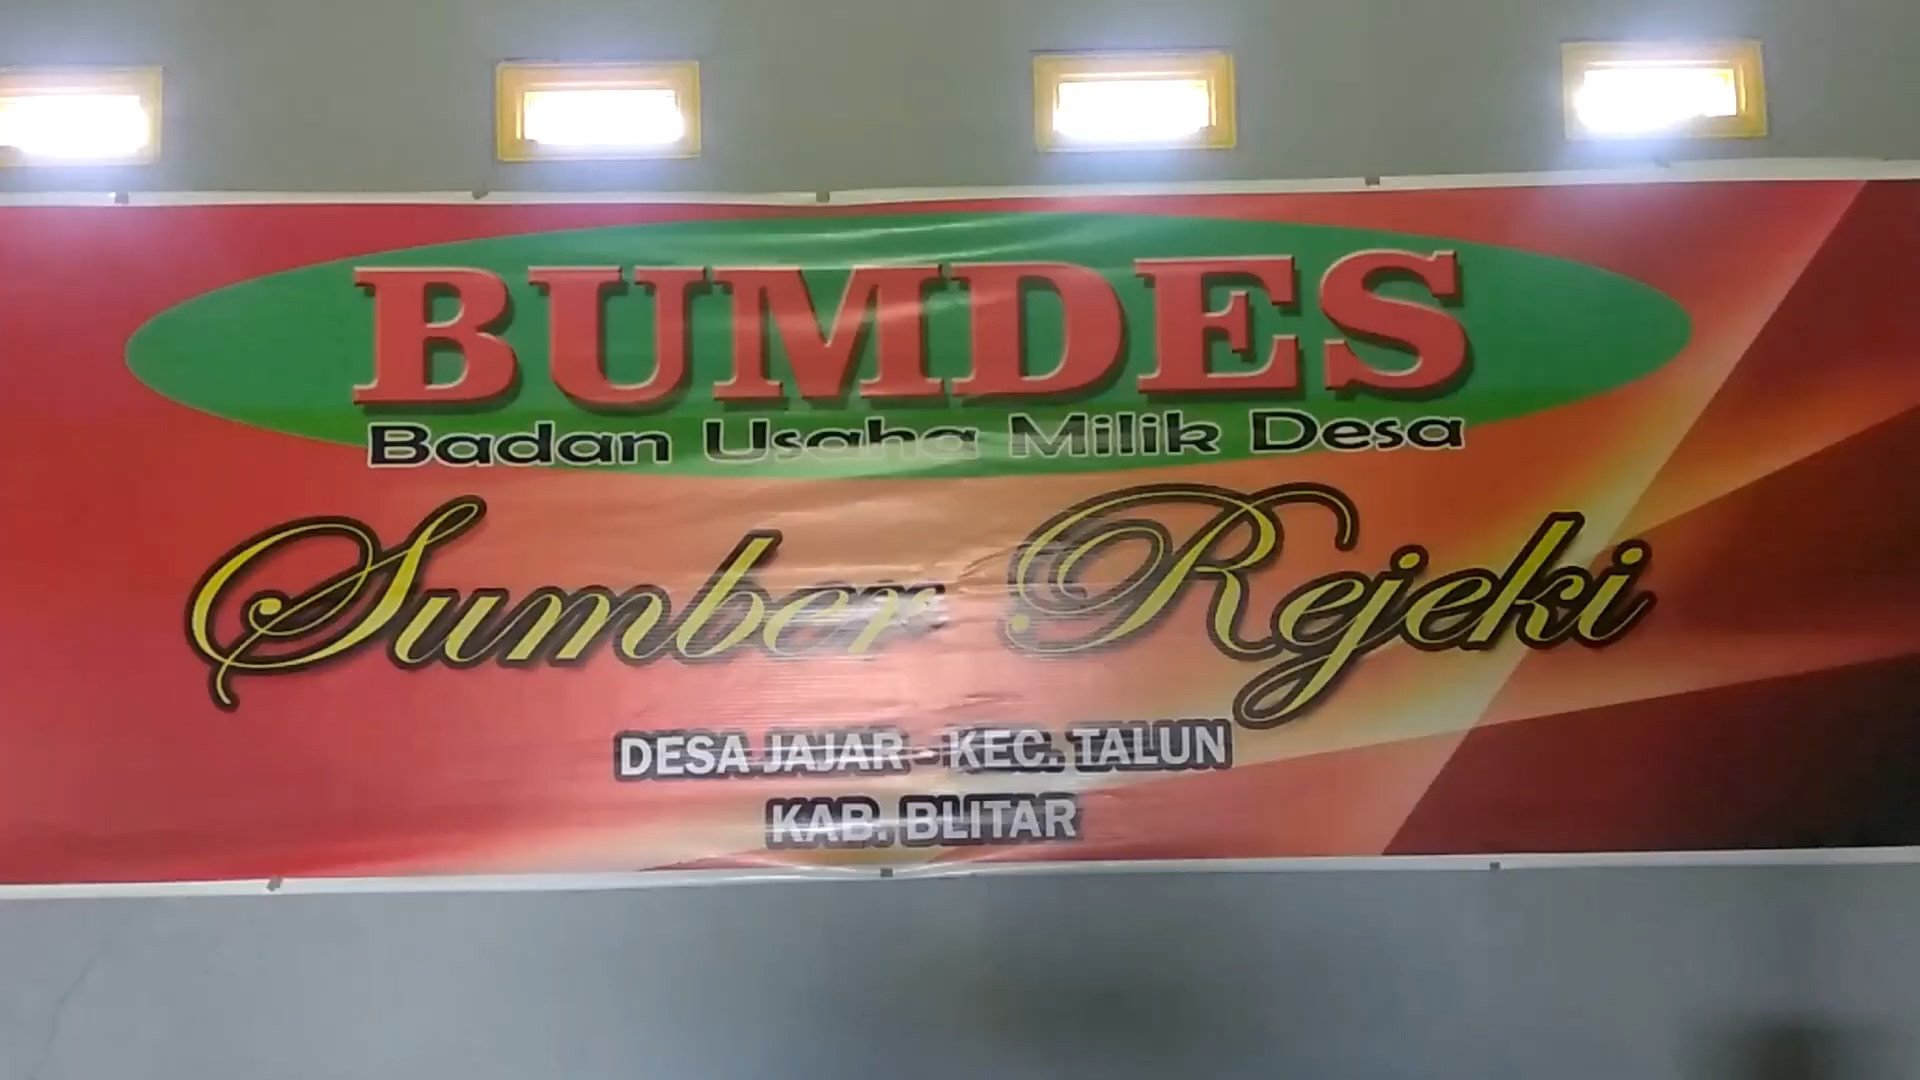 BUMDES
Badan Usaha Milik Desa
Sumber Rejeki
DESA JAJAR - KEC. TALUN
KAB. BLITAR